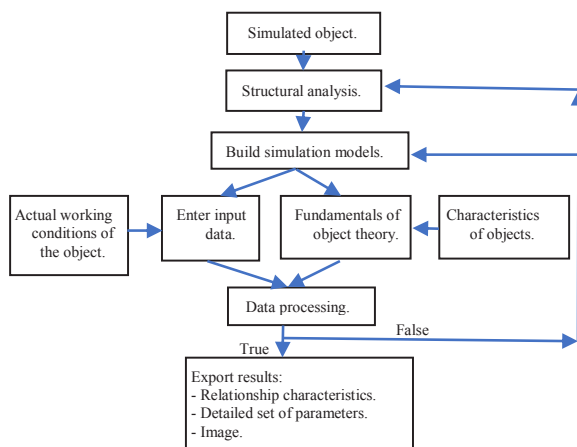 Simulated object.
Structural analysis.
Build simulation models.
Actual working
conditions of
the object.
Enter input
data.
Fundamentals of
object theory.
Characteristics
of objects.
Data processing.
False
True
Export results:
- Relationship characteristics.
- Detailed set of parameters.
- Image.